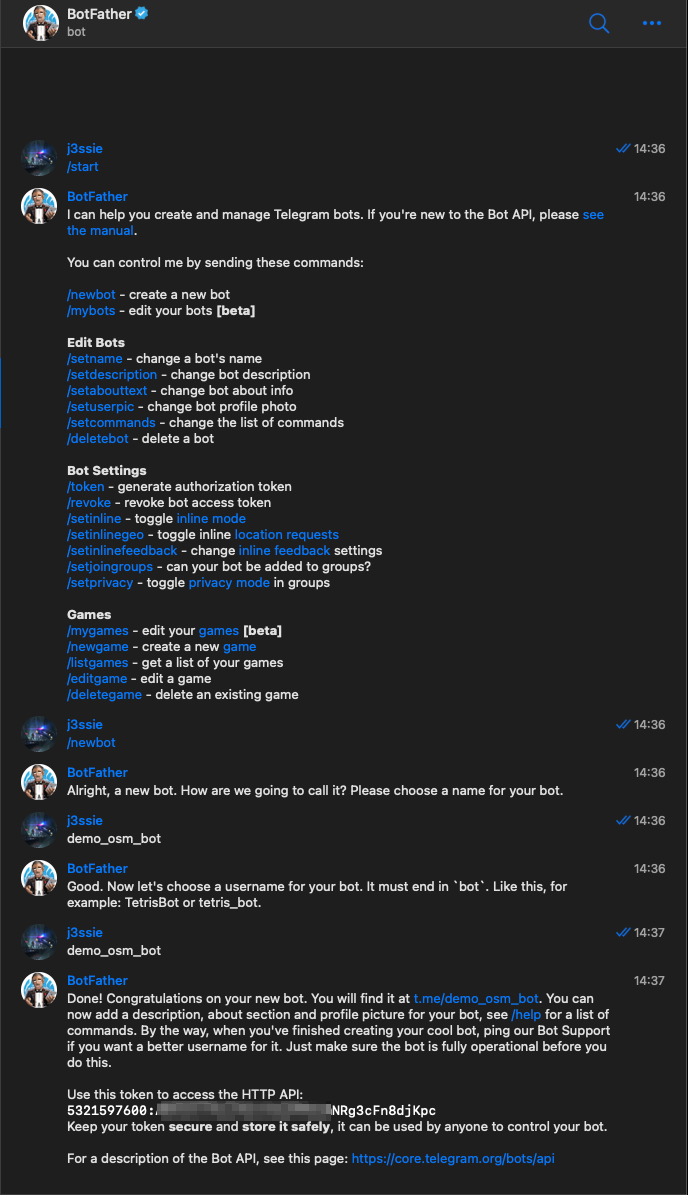 BotFather
bot
j3ssie 14:36
/start
BotFather 14:36
I can help you create and manage Telegram bots. If you're new to the Bot API, please see
the manual.
You can control me by sending these commands:
/newbot - create a new bot
/mybots - edit your bots [beta]
Edit Bots
/setname - change a bot's name
/setdescription - change bot description
/setabouttext - change bot about info
/setuserpic - change bot profile photo
/setcommands - change the list of commands
/deletebot - delete a bot
Bot Settings
/token - generate authorization token
/revoke - revoke bot access token
/setinline - toggle inline mode
/setinlinegeo - toggle inline location requests
/setinlinefeedback - change inline feedback settings
/setjoingroups - can your bot be added to groups?
/setprivacy - toggle privacy mode in groups
Games
/mygames - edit your games [beta]
/newgame - create a new game
/listgames - get a list of your games
/editgame - edit a game
/deletegame - delete an existing game
j3ssie 14:36
/newbot
BotFather 14:36
Alright, a new bot. How are we going to call it? Please choose a name for your bot.
j3ssie 14:36
demo_osm_bot
BotFather 14:36
Good. Now let's choose a username for your bot. It must end in `bot`. Like this, for
example: TetrisBot or tetris_bot.
j3ssie 14:37
demo_osm_bot
BotFather 14:37
Done! Congratulations on your new bot. You will find it at t.me/demo_osm_bot. You can
now add a description, about section and profile picture for your bot, see /help for a list of
commands. By the way, when you've finished creating your cool bot, ping our Bot Support
if you want a better username for it. Just make sure the bot is fully operational before you
do this.
Use this token to access the HTTP API:
5321597600: NRg3cFn8djKpc
Keep your token secure and store it safely, it can be used by anyone to control your bot.
For a description of the Bot API, see this page: https://core.telegram.org/bots/api